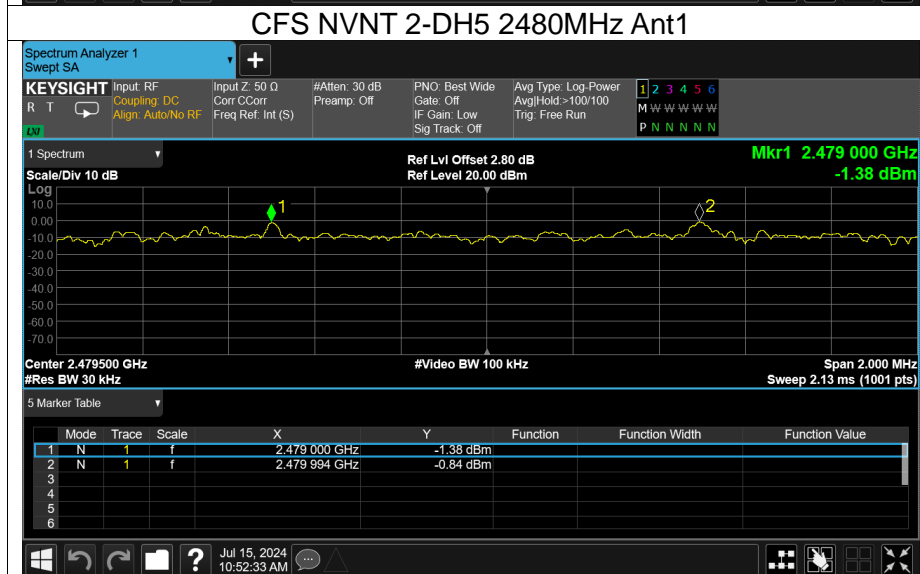 CFS NVNT 2-DH5 2480MHz Ant1
Spectrum Analyzer 1
Swept SA
+
KEYSIGHT Input: RF Input Z: 50 Ω #Atten: 30 dB PNO: Best Wide Avg Type: Log-Power 1 2 3 4 5 6
R T Coupling: DC Corr CCorr Preamp: Off Gate: Off Avg|Hold:>100/100 M W W W W W
Align: Auto/No RF Freq Ref: Int (S) IF Gain: Low Trig: Free Run
LXI Sig Track: Off P N N N N N
1 Spectrum Ref Lvl Offset 2.80 dB Mkr1 2.479 000 GHz
Scale/Div 10 dB Ref Level 20.00 dBm -1.38 dBm
Log
10.0
1 2
0.00
-10.0
-20.0
-30.0
-40.0
-50.0
-60.0
-70.0
Center 2.479500 GHz #Video BW 100 kHz Span 2.000 MHz
#Res BW 30 kHz Sweep 2.13 ms (1001 pts)
5 Marker Table
Mode Trace Scale X Y Function Function Width Function Value
1 N 1 f 2.479 000 GHz -1.38 dBm
2 N 1 f 2.479 994 GHz -0.84 dBm
3
4
5
6
? Jul 15, 2024
10:52:33 AM